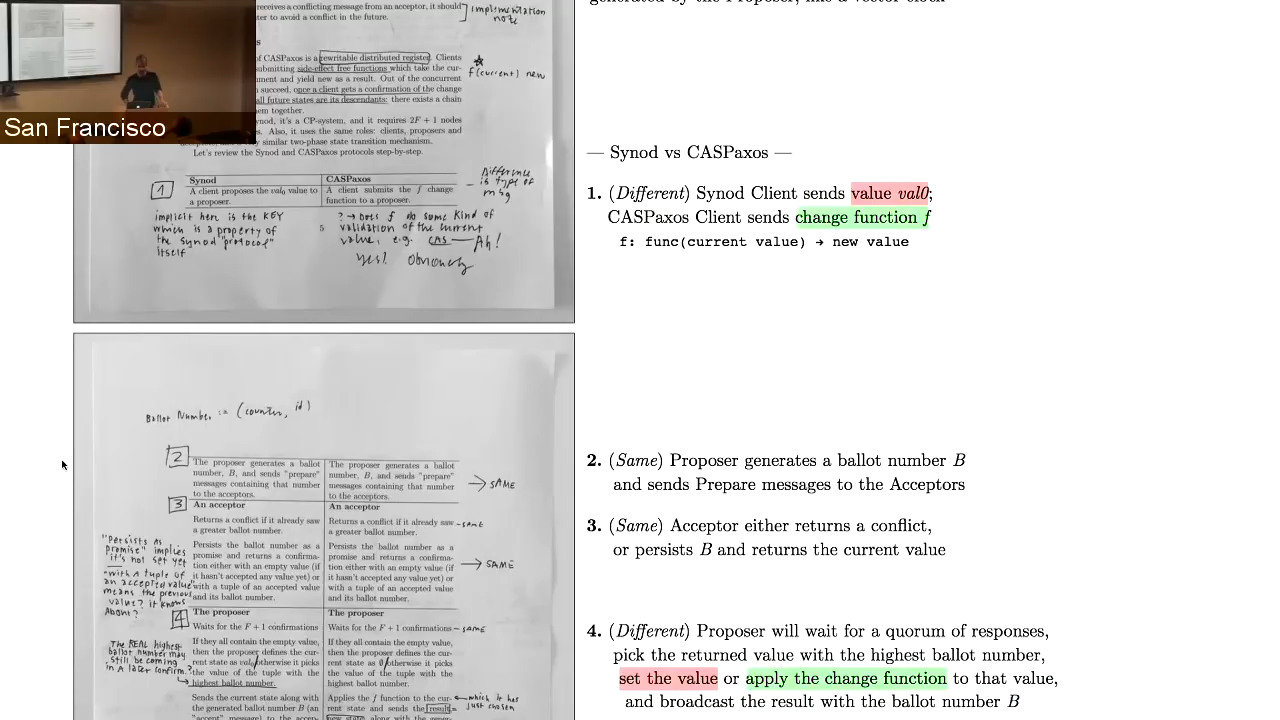 receives a conflicting message from an acceptor, it should
ter to avoid a conflict in the future.
implementation
note
generated by the Proposer, like a vector clock
San Francisco
s
of CASPaxos is a rewritable distributed register. Clients
submitting side-effect free functions which take the cur-
ment and yield new as a result. Out of the concurrent
succeed, once a client gets a confirmation of the change
all future states are its descendants: there exists a chain
em together.
f(current) new
ynod, it's a CP-system, and it requires 2F + 1 nodes
s. Also, it uses the same roles: clients, proposers and
similar two-phase state transition mechanism.
Let's review the Synod and CASPaxos protocols step-by-step.
1
Synod
A client proposes the val0 value to
a proposer.
CASPaxos
A client submits the f change
function to a proposer.
Difference
is type of
msg
implicit here is the KEY
which is a property of
the synod "protocol"
itself
5
? → Does f do some kind of
validation of the current
value, e.g. CAS — Ah!
Yes! Obviously
— Synod vs CASPaxos —
1. (Different) Synod Client sends value val0;
CASPaxos Client sends change function f
f: func(current value) → new value
Ballot Number := (counter, id)
2
The proposer generates a ballot
number, B, and sends "prepare"
messages containing that number
to the acceptors.
The proposer generates a ballot
number, B, and sends "prepare"
messages containing that number
to the acceptors.
→ SAME
3
An acceptor
Returns a conflict if it already saw
a greater ballot number.
An acceptor
Returns a conflict if it already saw
a greater ballot number.
- SAME
Persists the ballot number as a
promise and returns a confirma-
tion either with an empty value (if
it hasn't accepted any value yet) or
with a tuple of an accepted value
and its ballot number.
Persists the ballot number as a
promise and returns a confirma-
tion either with an empty value (if
it hasn't accepted any value yet) or
with a tuple of an accepted value
and its ballot number.
→ SAME
"Persists as
promise" implies
it's not set yet
"with a tuple of
an accepted value"
means the previous
value? it knows
about?
4
The proposer
Waits for the F + 1 confirmations
The proposer
Waits for the F + 1 confirmations
- same
If they all contain the empty value,
then the proposer defines the cur-
rent state as val0 otherwise it picks
the value of the tuple with the
highest ballot number.
If they all contain the empty value,
then the proposer defines the cur-
rent state as ∅ otherwise it picks
the value of the tuple with the
highest ballot number.
The REAL highest
ballot number may
still be coming
in a later confirm.?
Sends the current state along with
the generated ballot number B (an
"accept" message) to the accep-
Applies the f function to the cur-
rent state and sends the result,
new state, along with the gener-
which it has
just chosen
2. (Same) Proposer generates a ballot number B
and sends Prepare messages to the Acceptors
3. (Same) Acceptor either returns a conflict,
or persists B and returns the current value
4. (Different) Proposer will wait for a quorum of responses,
pick the returned value with the highest ballot number,
set the value or apply the change function to that value,
and broadcast the result with the ballot number B